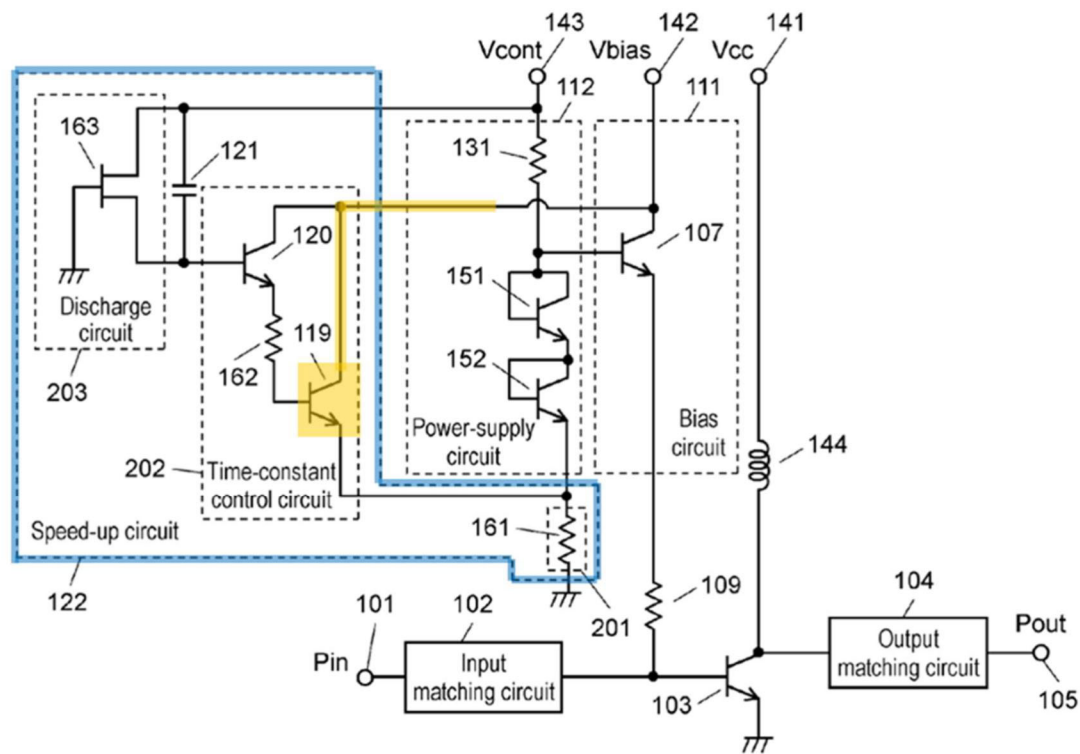 143
142
141
Vcont
Vbias
Vcc
112
111
163
121
131
120
107
151
Discharge
circuit
119
203
162
152
Power-supply
circuit
Bias
circuit
144
202
Time-constant
control circuit
Speed-up circuit
161
122
101
102
201
109
104
Pin
Input
matching circuit
Output
matching circuit
Pout
103
105